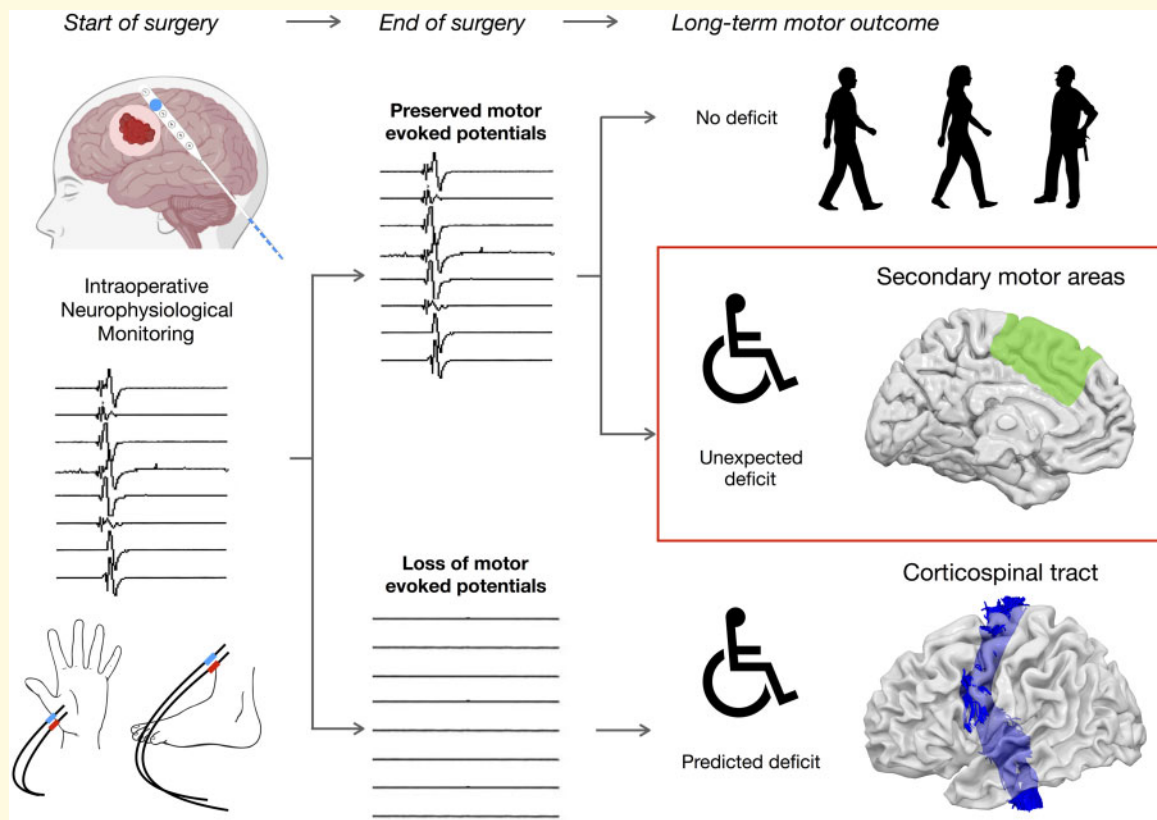 Start of surgery
End of surgery
Long-term motor outcome
Intraoperative
Neurophysiological
Monitoring
Preserved motor
evoked potentials
No deficit
Secondary motor areas
Unexpected
deficit
Loss of motor
evoked potentials
Corticospinal tract
Predicted deficit